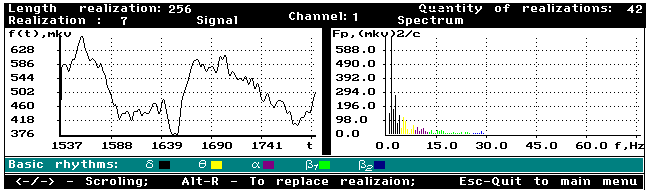 Length realization: 256 Quantity of realizations: 42
Realization : 7 Signal Channel: 1 Spectrum
f(t),mkv Fp,(mkv)2/c
628 588.0
586 490.0
544 392.0
502 294.0
460 196.0
418 98.0
376 0.0
1537 1588 1639 1690 1741 t 0.0 15.0 30.0 45.0 60.0 f,Hz
Basic rhythms: δ θ α β1 β2
<-/-> - Scroling; Alt-R - To replace realizaion; Esc-Quit to main menu